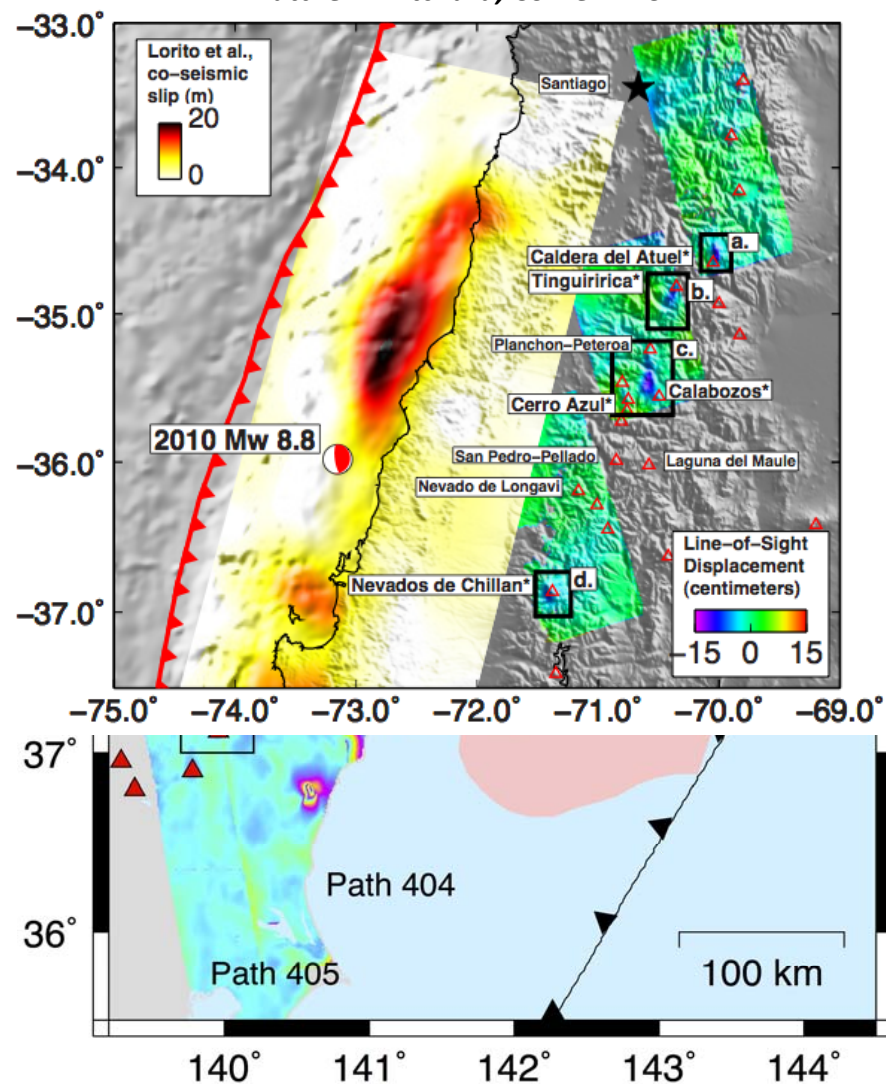 −33.0°
Lorito et al.,
co−seismic
slip (m)
20
0
Santiago
−34.0°
a.
Caldera del Atuel*
Tinguiririca*
b.
−35.0°
Planchon−Peteroa
c.
Calabozos*
Cerro Azul*
2010 Mw 8.8
−36.0°
San Pedro−Pellado
Laguna del Maule
Nevado de Longavi
Line−of−Sight
Displacement
(centimeters)
−15 0 15
Nevados de Chillan*
d.
−37.0°
−75.0° −74.0° −73.0° −72.0° −71.0° −70.0° −69.0°
37°
Path 404
36°
Path 405
100 km
140° 141° 142° 143° 144°